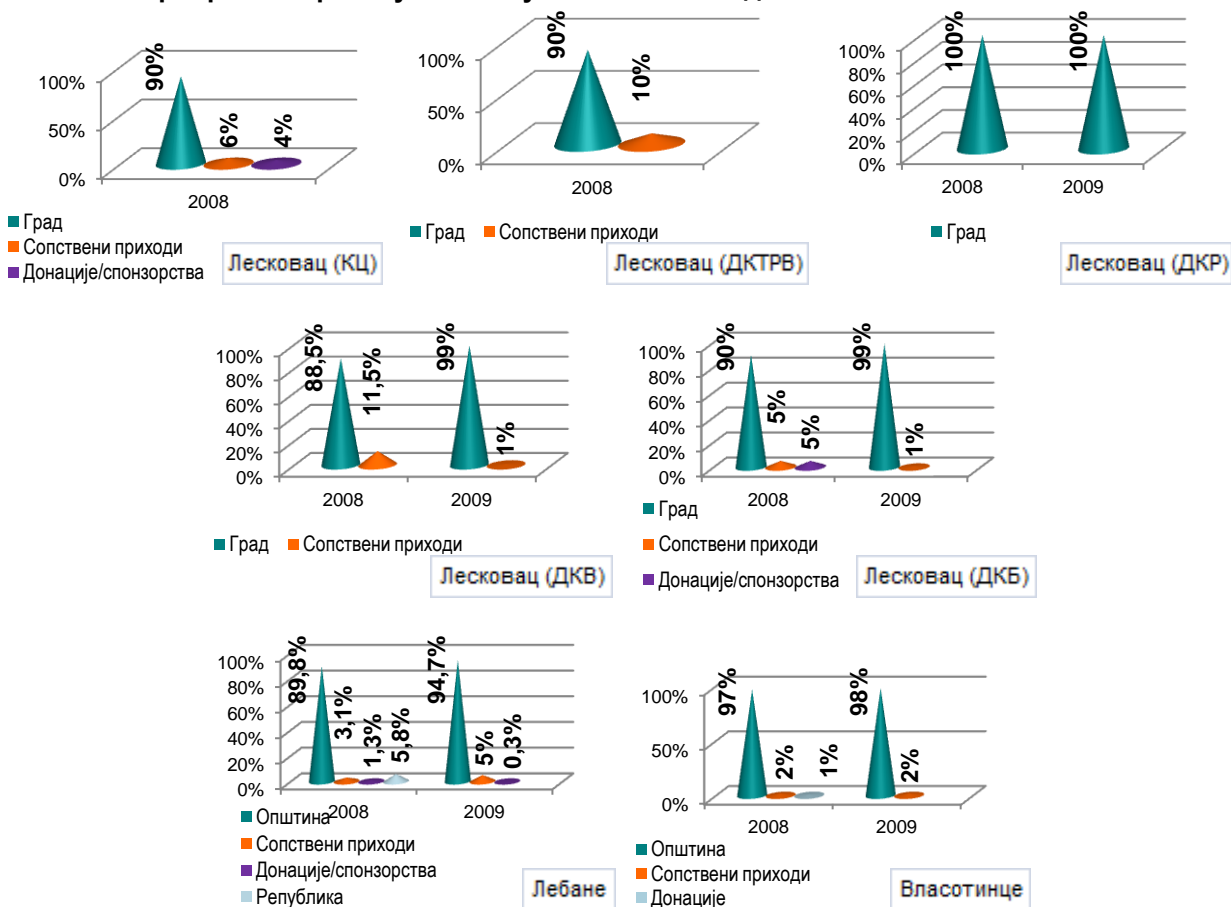 90%
6%
4%
100%
50%
0%
2008
Град
Сопствени приходи
Донације/спонзорства
Лесковац (КЦ)
90%
10%
100%
50%
0%
2008
Град Сопствени приходи
Лесковац (ДКТРВ)
100% 100%
100%
80%
60%
40%
20%
0%
2008 2009
Град
Лесковац (ДКР)
88,5%
11,5%
99%
1%
100%
80%
60%
40%
20%
0%
2008 2009
Град Сопствени приходи
Лесковац (ДКВ)
90%
5%
5%
99%
1%
100%
80%
60%
40%
20%
0%
2008 2009
Град
Сопствени приходи
Донације/спонзорства
Лесковац (ДКБ)
89,8%
3,1%
1,3%
5,8%
94,7%
5%
0,3%
100%
80%
60%
40%
20%
0%
2008 2009
Општина
Сопствени приходи
Донације/спонзорства
Република
Лебане
97%
2%
1%
98%
2%
100%
50%
0%
2008 2009
Општина
Сопствени приходи
Донације
Власотинце